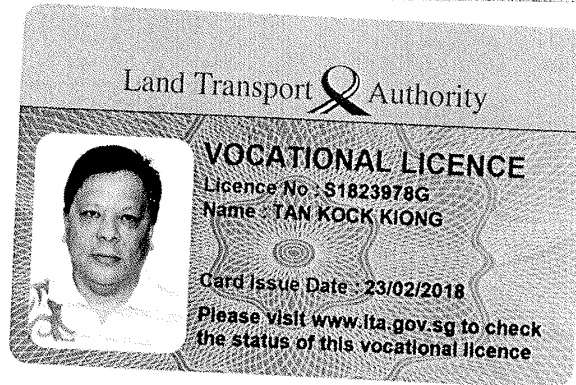 Land Transport Authority
VOCATIONAL LICENCE
Licence No : S1823978G
Name : TAN KOCK KIONG
Card Issue Date : 23/02/2018
Please visit www.lta.gov.sg to check
the status of this vocational licence